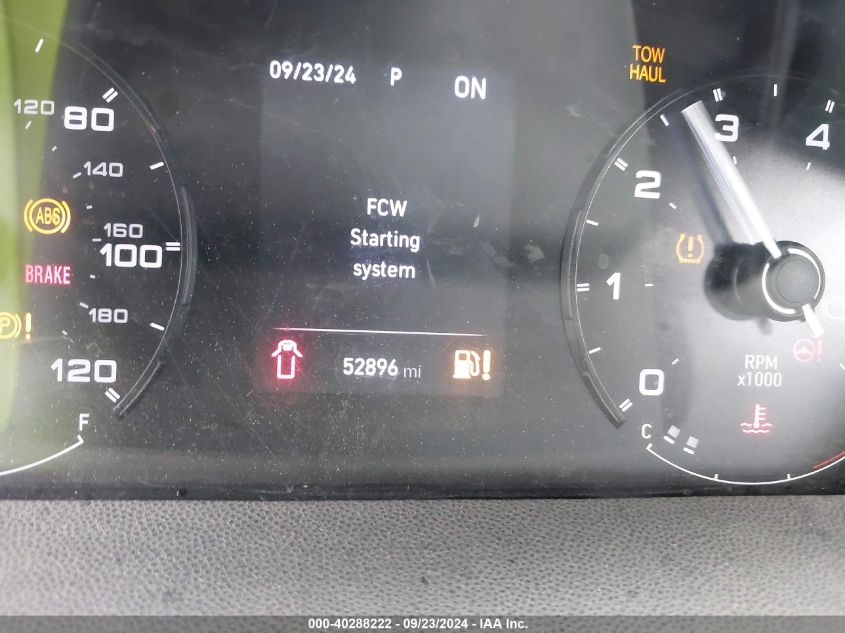 09/23/24 P ON
TOW
HAUL
120 80
140
ABS
160
100
BRAKE
180
P !
120
F
FCW
Starting
system
52896 mi
!
3
4
2
!
1
!
0
RPM
x1000
C
000-40288222 - 09/23/2024 - IAA Inc.